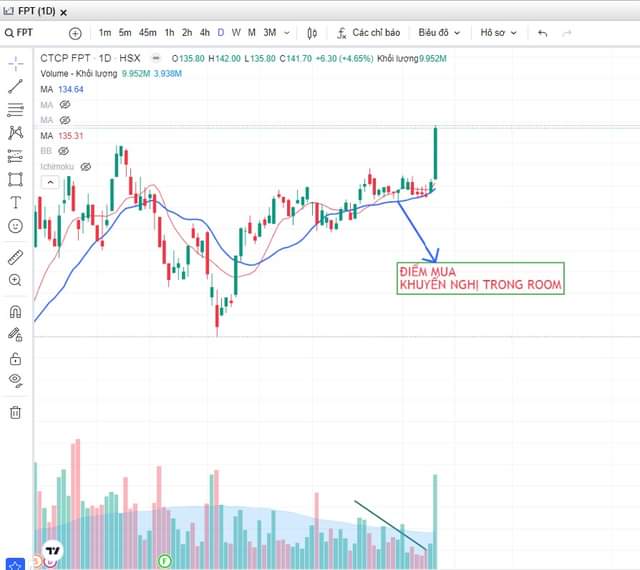 FPT (1D) ×
FPT 1m 5m 45m 1h 2h 4h D W M 3M Các chỉ báo Biểu đồ Hồ sơ
CTCP FPT · 1D · HSX O135.80 H142.00 L135.80 C141.70 +6.30 (+4.65%) Khối lượng9.952M
Volume - Khối lượng 9.952M 3.938M
MA 134.64
MA
MA
MA 135.31
BB
Ichimoku
ĐIỂM MUA
KHUYẾN NGHỊ TRONG ROOM
F